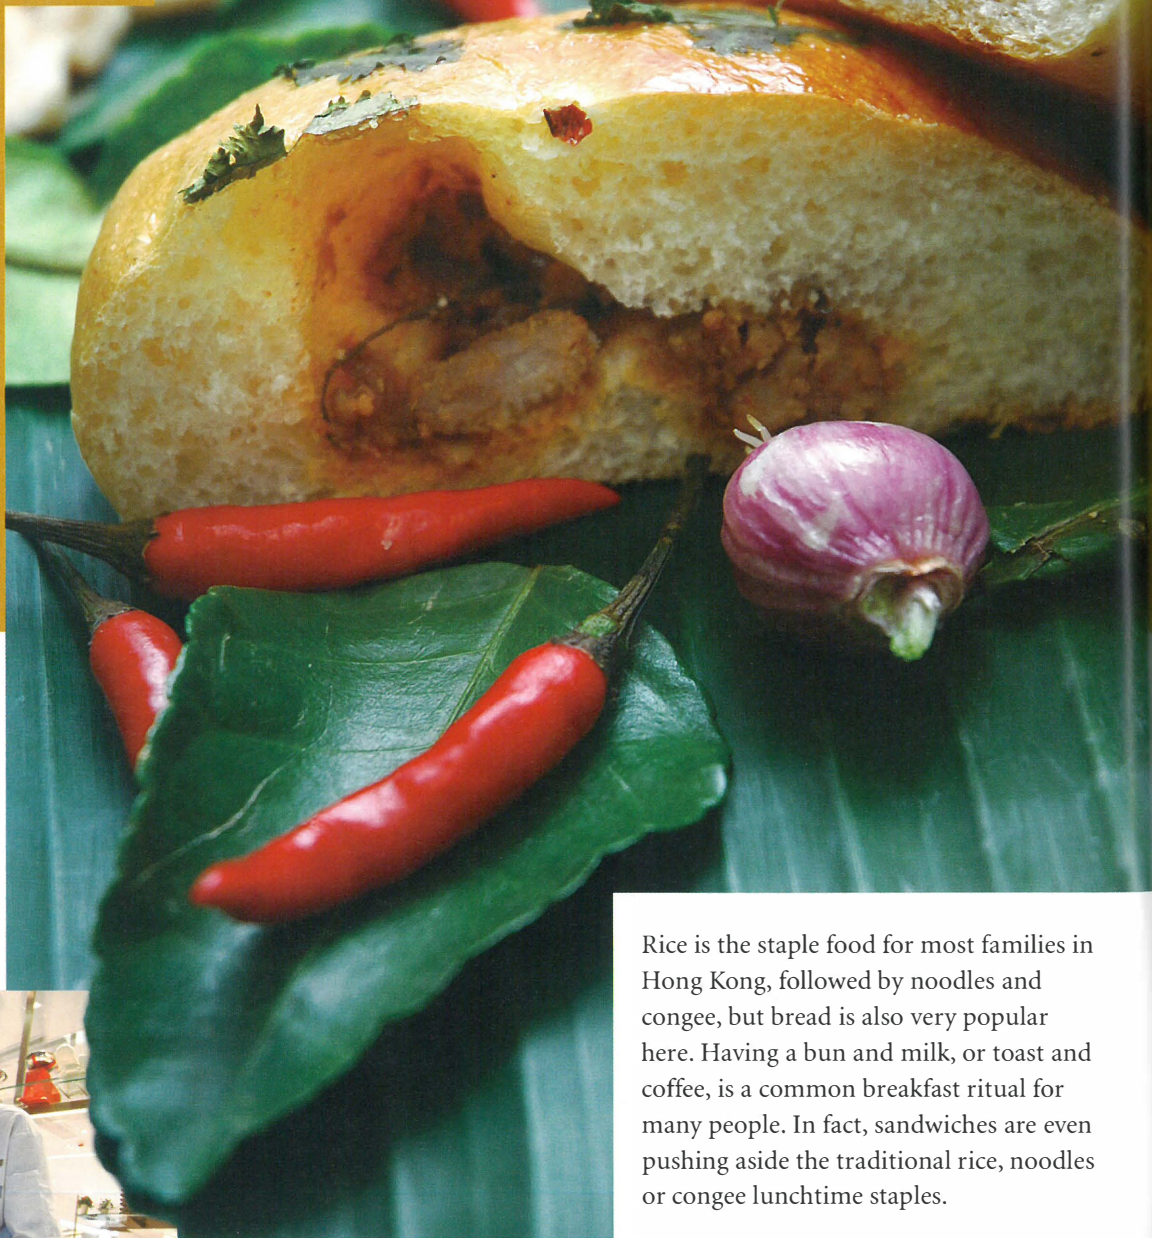 Rice is the staple food for most families in
Hong Kong, followed by noodles and
congee, but bread is also very popular
here. Having a bun and milk, or toast and
coffee, is a common breakfast ritual for
many people. In fact, sandwiches are even
pushing aside the traditional rice, noodles
or congee lunchtime staples.